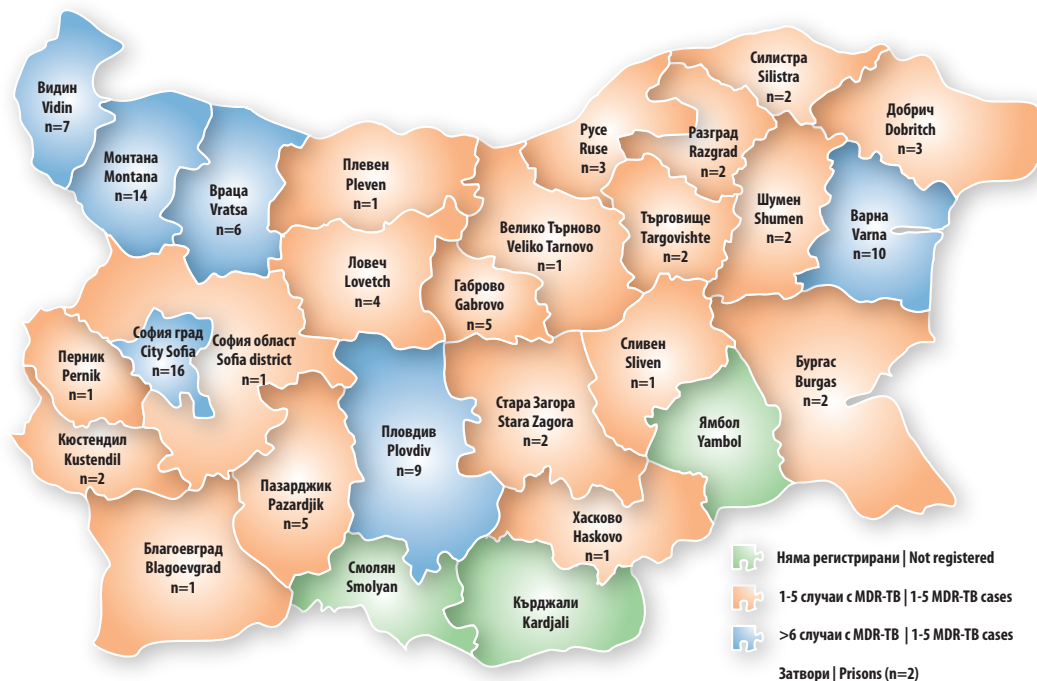 Видин
Vidin
n=7
Монтана
Montana
n=14
Враца
Vratsa
n=6
Плевен
Pleven
n=1
Ловеч
Lovetch
n=4
Велико Търново
Veliko Tarnovo
n=1
Габрово
Gabrovo
n=5
Русе
Ruse
n=3
Разград
Razgrad
n=2
Силистра
Silistra
n=2
Добрич
Dobritch
n=3
Търговище
Targovishte
n=2
Шумен
Shumen
n=2
Варна
Varna
n=10
София град
City Sofia
n=16
София област
Sofia district
n=1
Перник
Pernik
n=1
Кюстендил
Kustendil
n=2
Благоевград
Blagoevgrad
n=1
Пазарджик
Pazardjik
n=5
Пловдив
Plovdiv
n=9
Стара Загора
Stara Zagora
n=2
Сливен
Sliven
n=1
Ямбол
Yambol
Бургас
Burgas
n=2
Хасково
Haskovo
n=1
Смолян
Smolyan
Кърджали
Kardjali
Няма регистрирани | Not registered
1-5 случаи с MDR-TB | 1-5 MDR-TB cases
>6 случаи с MDR-TB | 1-5 MDR-TB cases
Затвори | Prisons (n=2)